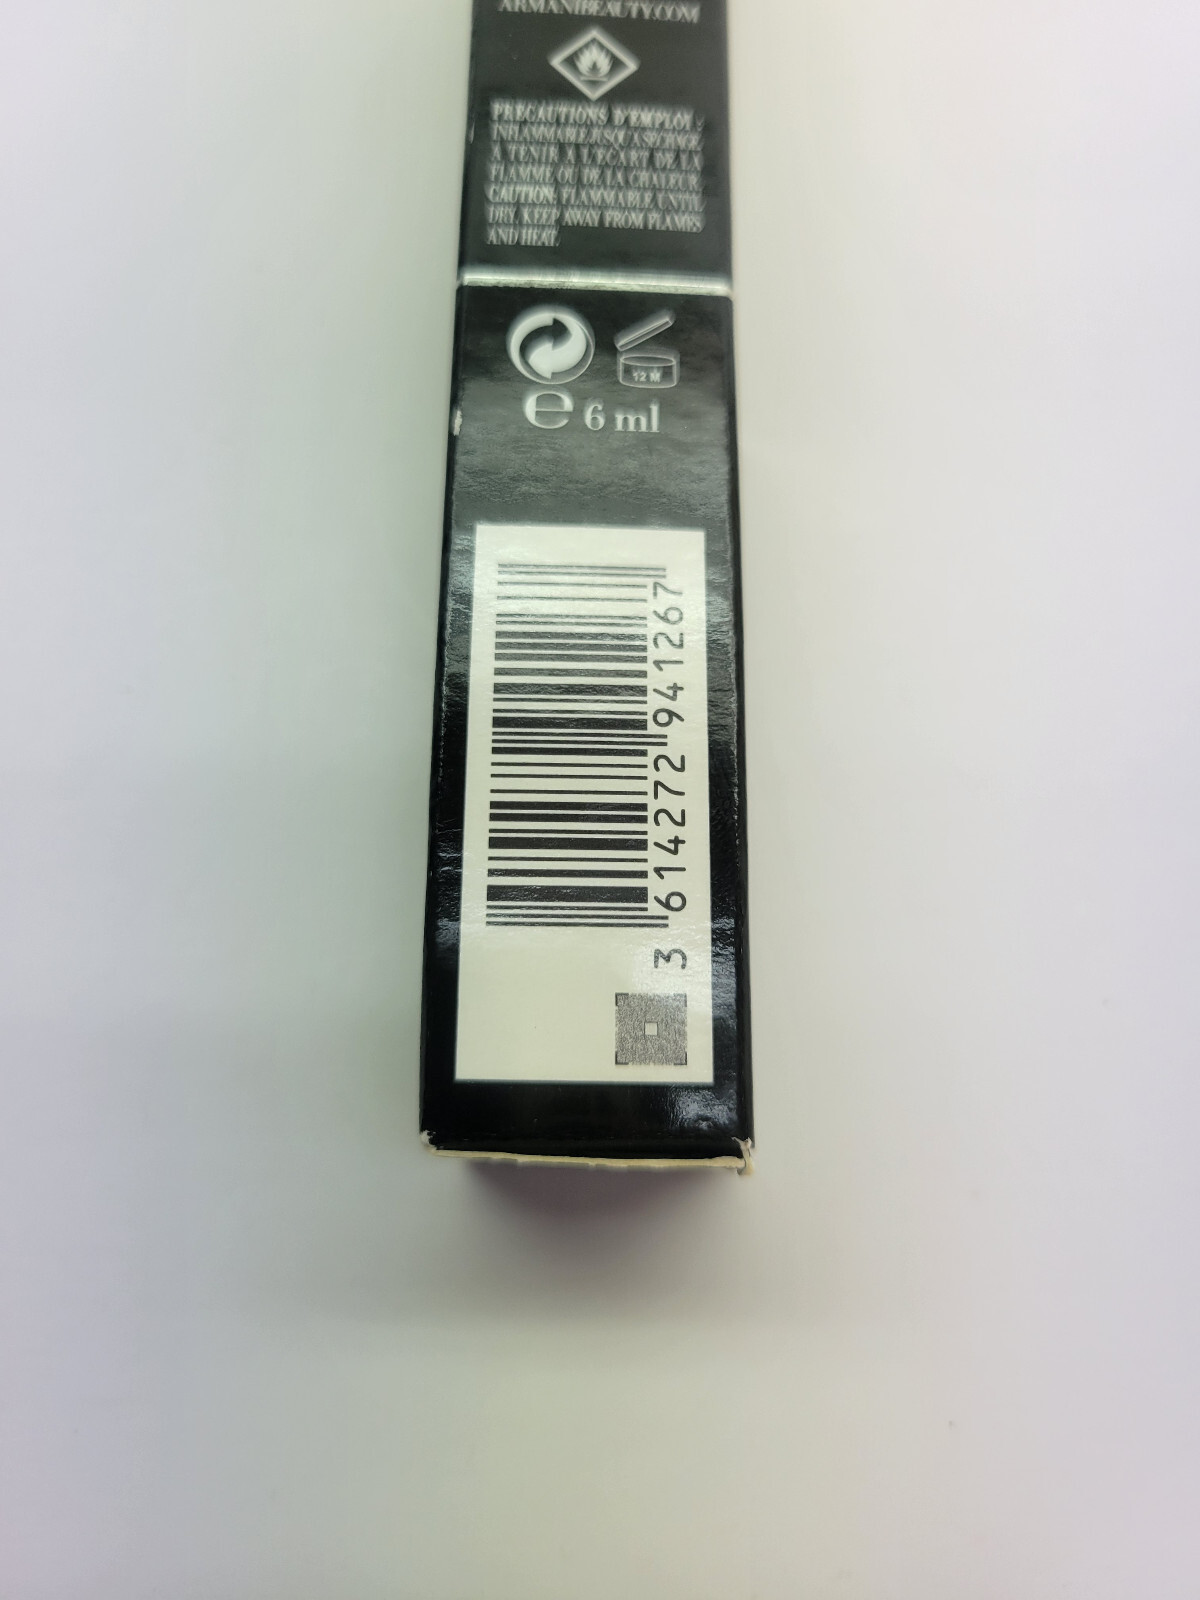 ARMANIBEAUTY.COM
PRÉCAUTIONS D'EMPLOI :
INFLAMMABLE JUSQU'À SÉCHAGE.
À TENIR À L'ÉCART DE LA
FLAMME OU DE LA CHALEUR.
CAUTION: FLAMMABLE UNTIL
DRY. KEEP AWAY FROM FLAMES
AND HEAT.
12 M
e 6 ml
3 614272 941267